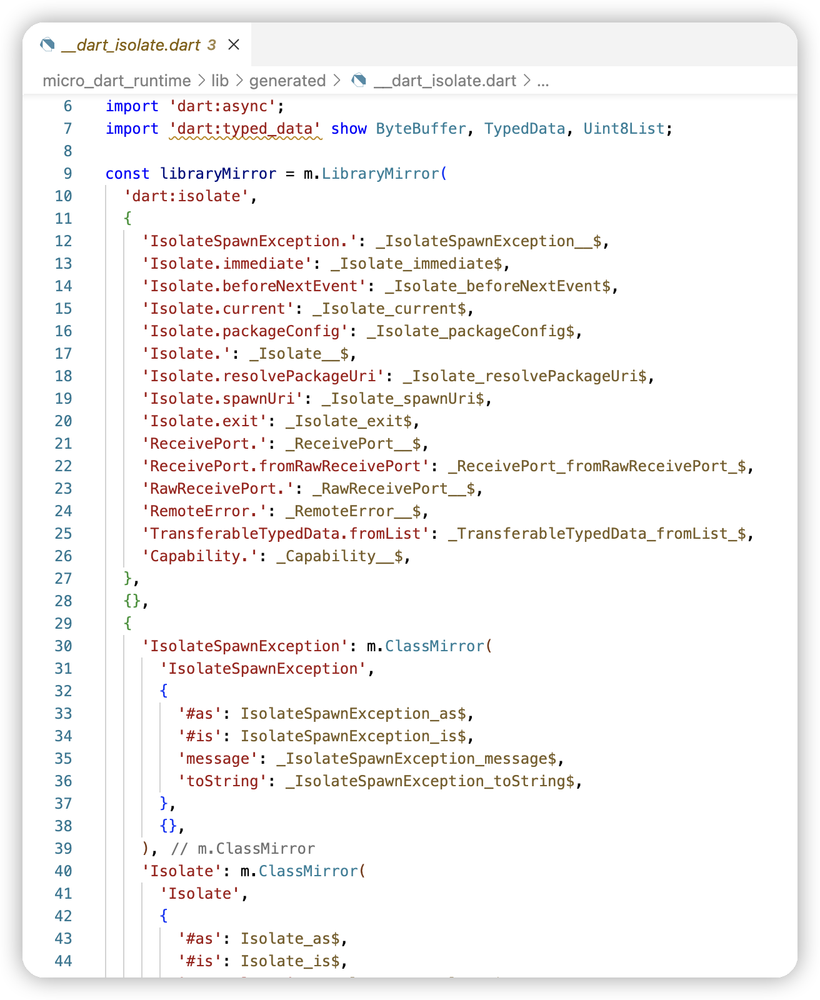 __dart_isolate.dart 3
micro_dart_runtime > lib > generated > __dart_isolate.dart > ...
6 import 'dart:async';
7 import 'dart:typed_data' show ByteBuffer, TypedData, Uint8List;
8
9 const libraryMirror = m.LibraryMirror(
10 'dart:isolate',
11 {
12 'IsolateSpawnException.': _IsolateSpawnException__$,
13 'Isolate.immediate': _Isolate_immediate$,
14 'Isolate.beforeNextEvent': _Isolate_beforeNextEvent$,
15 'Isolate.current': _Isolate_current$,
16 'Isolate.packageConfig': _Isolate_packageConfig$,
17 'Isolate.': _Isolate__$,
18 'Isolate.resolvePackageUri': _Isolate_resolvePackageUri$,
19 'Isolate.spawnUri': _Isolate_spawnUri$,
20 'Isolate.exit': _Isolate_exit$,
21 'ReceivePort.': _ReceivePort__$,
22 'ReceivePort.fromRawReceivePort': _ReceivePort_fromRawReceivePort_$,
23 'RawReceivePort.': _RawReceivePort__$,
24 'RemoteError.': _RemoteError__$,
25 'TransferableTypedData.fromList': _TransferableTypedData_fromList_$,
26 'Capability.': _Capability__$,
27 },
28 {},
29 {
30 'IsolateSpawnException': m.ClassMirror(
31 'IsolateSpawnException',
32 {
33 '#as': IsolateSpawnException_as$,
34 '#is': IsolateSpawnException_is$,
35 'message': _IsolateSpawnException_message$,
36 'toString': _IsolateSpawnException_toString$,
37 },
38 {},
39 ), // m.ClassMirror
40 'Isolate': m.ClassMirror(
41 'Isolate',
42 {
43 '#as': Isolate_as$,
44 '#is': Isolate_is$,